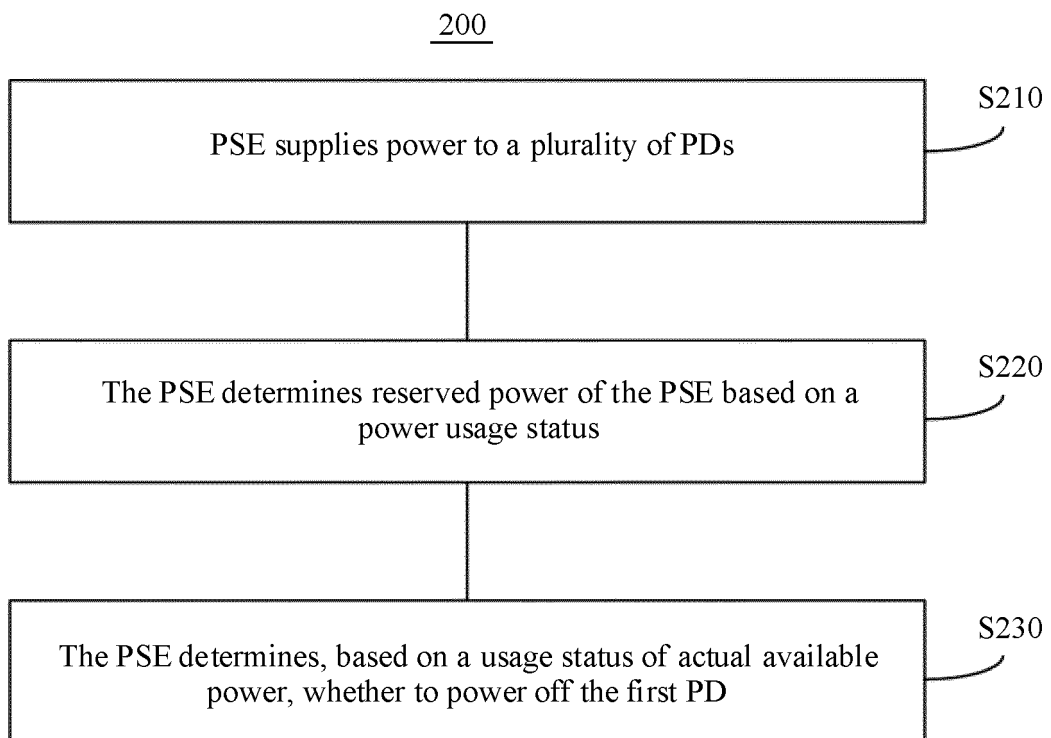 200
S210
PSE supplies power to a plurality of PDs
S220
The PSE determines reserved power of the PSE based on a
power usage status
S230
The PSE determines, based on a usage status of actual available
power, whether to power off the first PD